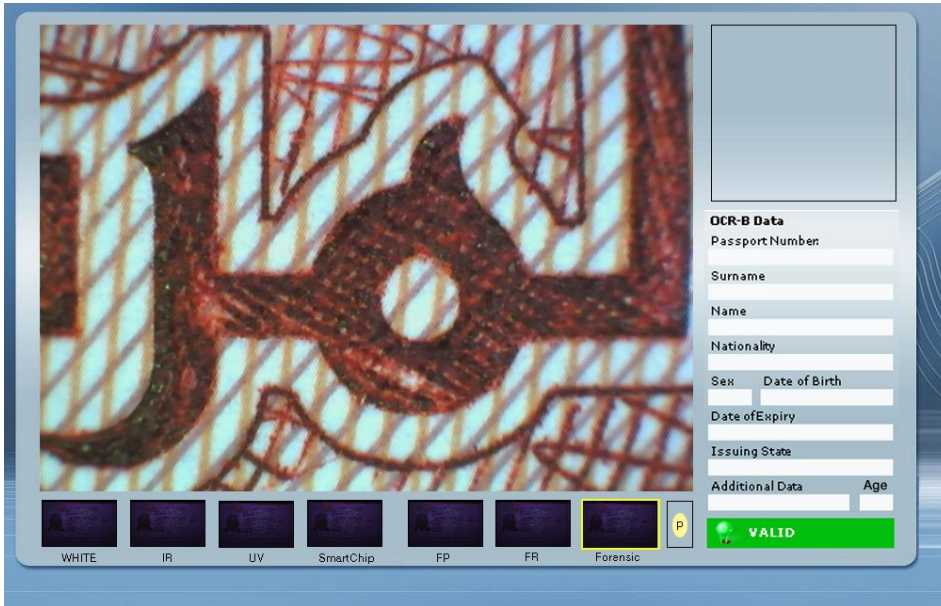 OCR-B Data
Passport Number:
Surname
Name
Nationality
Sex Date of Birth
Date ofExpiry
Issuing State
Additional Data Age
VALID
WHITE IR UV SmartChip FP FR Forensic P